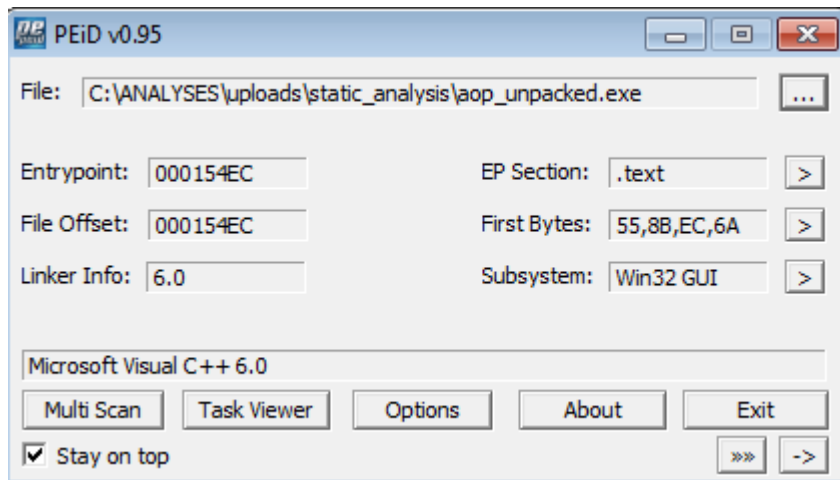 PEiD v0.95
File: C:\ANALYSES\uploads\static_analysis\aop_unpacked.exe ...
Entrypoint: 000154EC EP Section: .text >
File Offset: 000154EC First Bytes: 55,8B,EC,6A >
Linker Info: 6.0 Subsystem: Win32 GUI >
Microsoft Visual C++ 6.0
Multi Scan Task Viewer Options About Exit
Stay on top »» ->